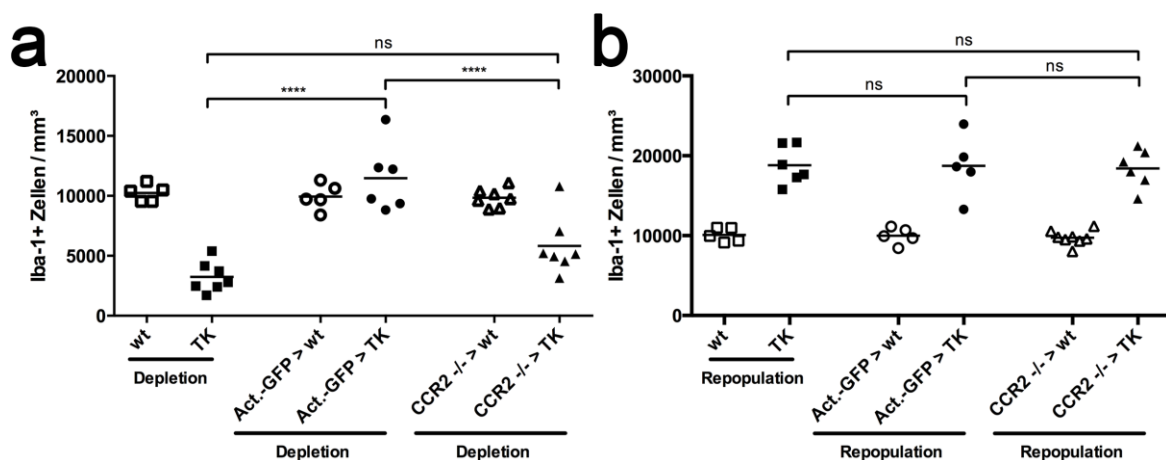 a
ns
****
****
Iba-1+ Zellen / mm³
20000
15000
10000
5000
0
wt
TK
Act.-GFP > wt
Act.-GFP > TK
CCR2 -/- > wt
CCR2 -/- > TK
Depletion
Depletion
Depletion
b
ns
ns
ns
Iba-1+ Zellen / mm³
30000
20000
10000
0
wt
TK
Act.-GFP > wt
Act.-GFP > TK
CCR2 -/- > wt
CCR2 -/- > TK
Repopulation
Repopulation
Repopulation